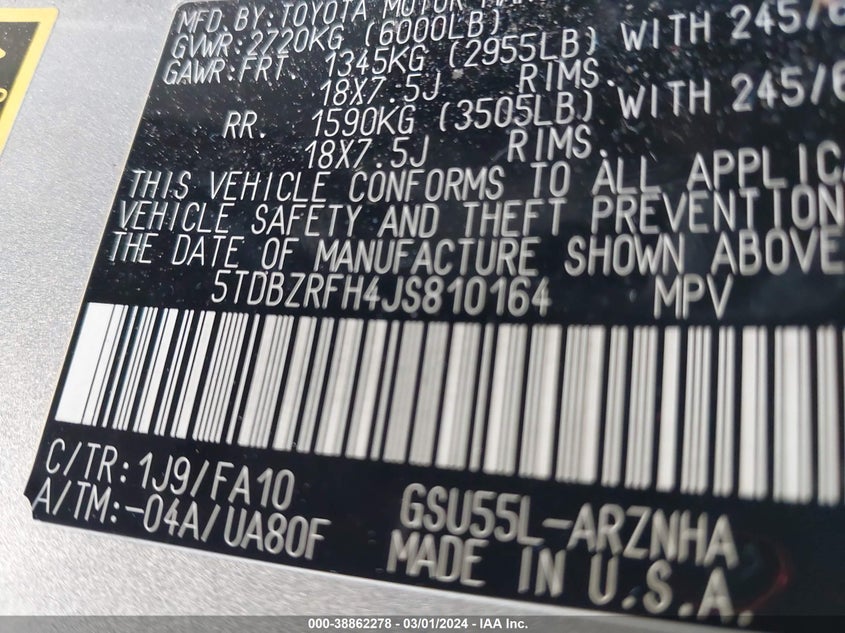 MFD. BY: TOYOTA MOTOR
GVWR: 2720KG (6000LB)
GAWR: FRT. 1345KG (2955LB) WITH 245/6
18X7.5J RIMS.
RR. 1590KG (3505LB) WITH 245/6
18X7.5J RIMS.
THIS VEHICLE CONFORMS TO ALL APPLIC
VEHICLE SAFETY AND THEFT PREVENTION
THE DATE OF MANUFACTURE SHOWN ABOVE
5TDBZRFH4JS810164 MPV
C/TR: 1J9/FA10
A/TM: -04A/UA80F
GSU55L-ARZNHA
MADE IN U.S.A.
000-38862278 - 03/01/2024 - IAA Inc.